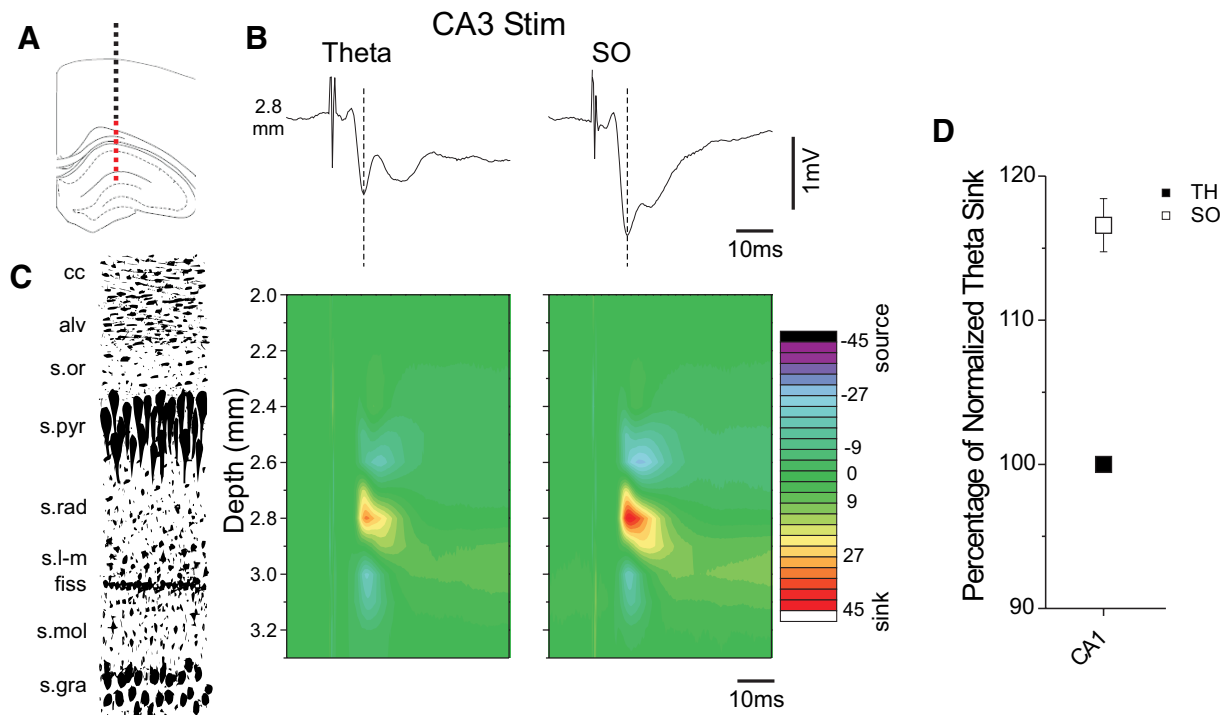 A
B
CA3 Stim
Theta
SO
2.8
mm
1mV
10ms
C
cc
alv
s.or
s.pyr
s.rad
s.l-m
fiss
s.mol
s.gra
Depth (mm)
2.0
2.2
2.4
2.6
2.8
3.0
3.2
source
-45
-27
-9
0
9
27
45
sink
10ms
D
Percentage of Normalized Theta Sink
120
110
100
90
CA1
TH
SO